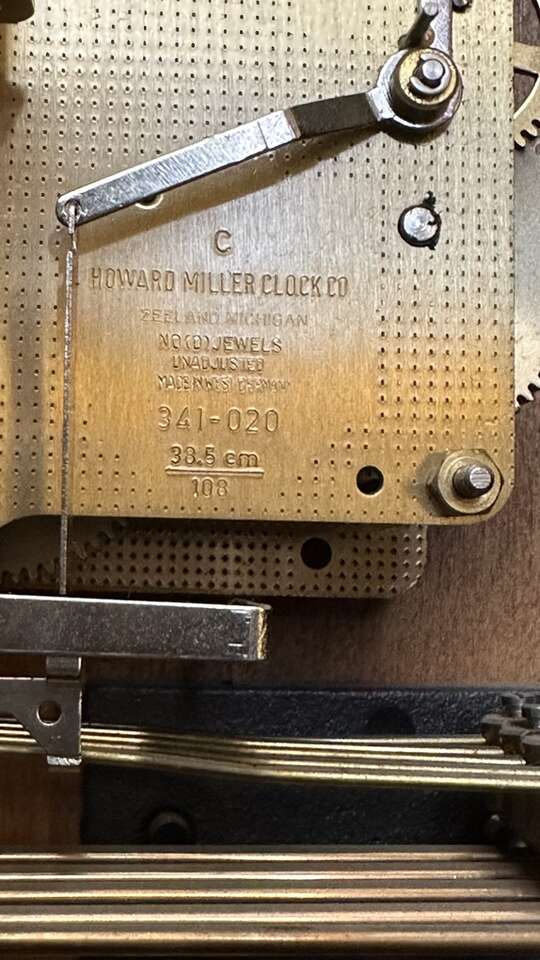 C
HOWARD MILLER CLOCK CO
ZEELAND MICHIGAN
NO (0) JEWELS
UNADJUSTED
MADE IN WEST GERMANY
341-020
38.5 cm
108